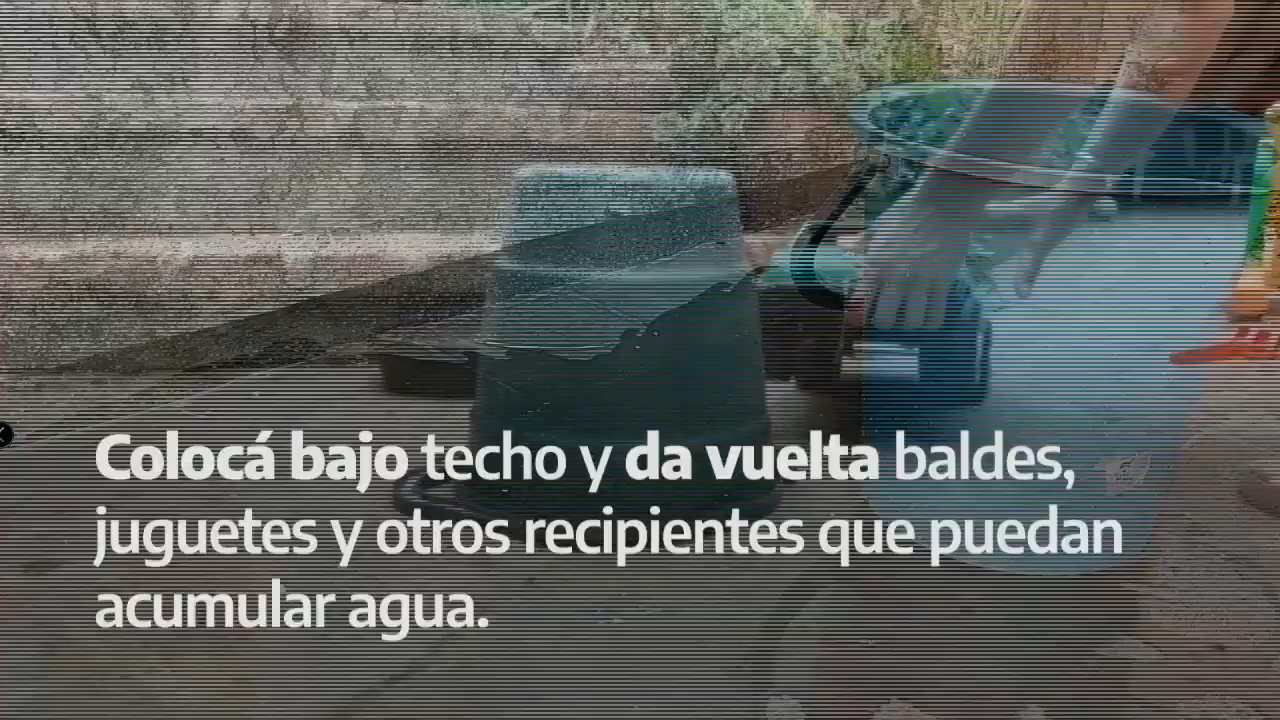 Colocá bajo techo y da vuelta baldes,
juguetes y otros recipientes que puedan
acumular agua.